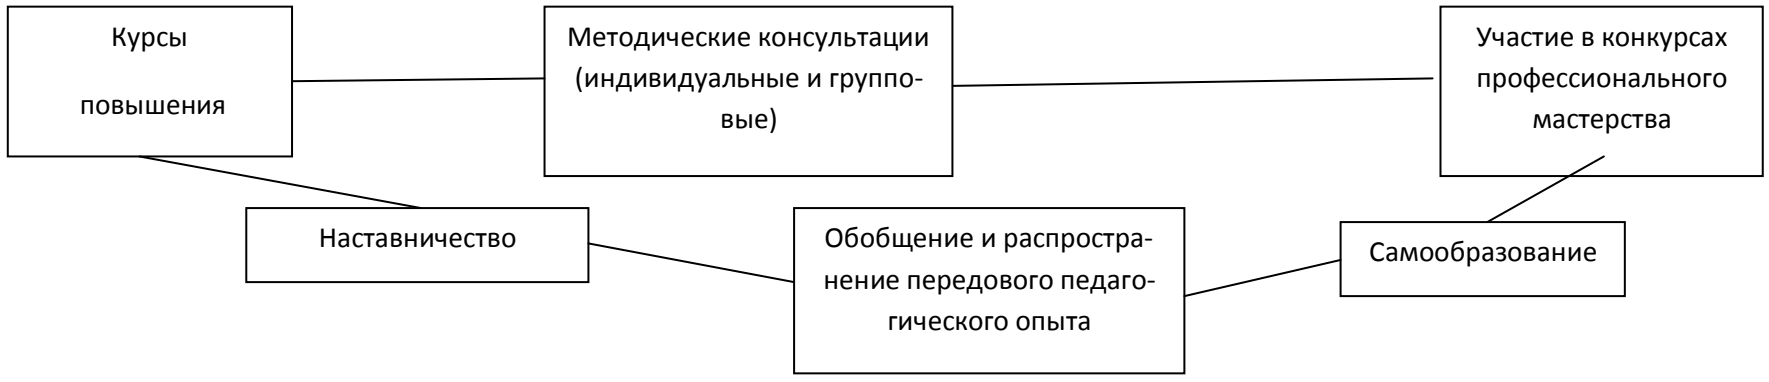 Курсы
повышения
Методические консультации
(индивидуальные и группо-
вые)
Участие в конкурсах
профессионального
мастерства
Наставничество
Обобщение и распростра-
нение передового педаго-
гического опыта
Самообразование